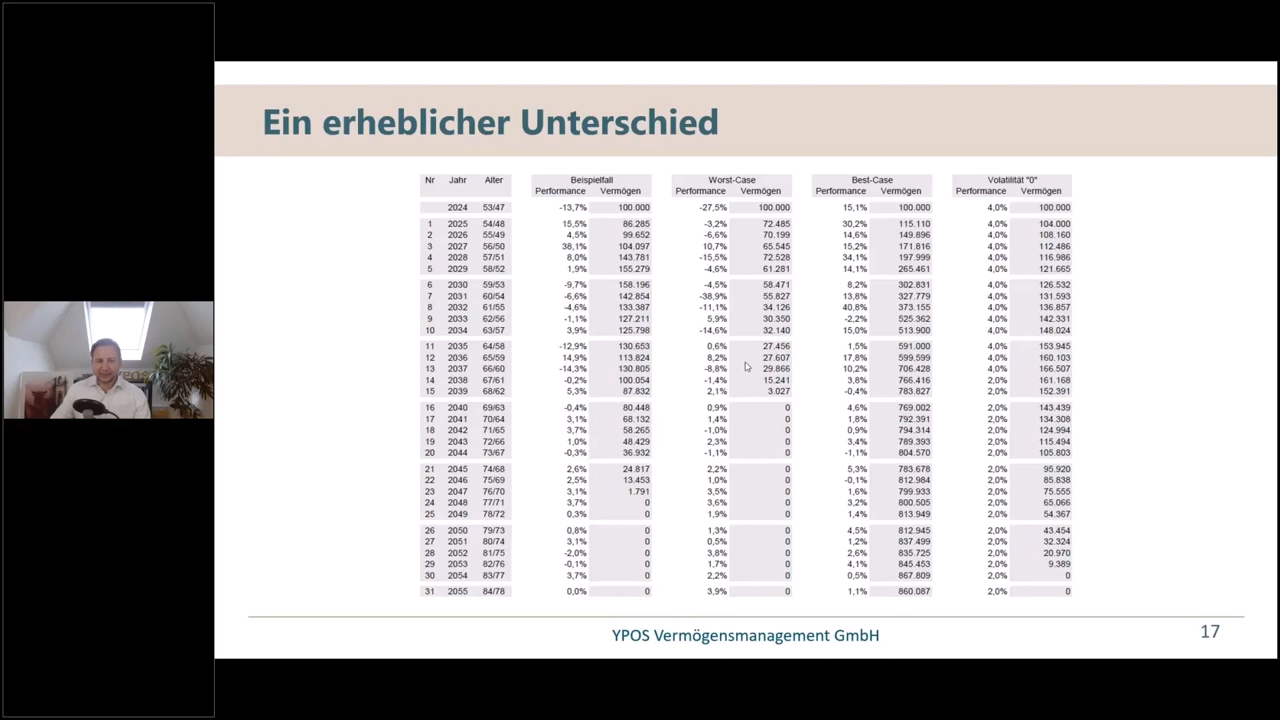 Ein erheblicher Unterschied
Nr Jahr Alter Beispielfall Worst-Case Best-Case Volatilität "0"
Performance Vermögen Performance Vermögen Performance Vermögen Performance Vermögen
2024 53/47 -13,7% 100.000 -27,5% 100.000 15,1% 100.000 4,0% 100.000
1 2025 54/48 15,5% 86.285 -3,2% 72.485 30,2% 115.110 4,0% 104.000
2 2026 55/49 4,5% 99.652 -6,6% 70.199 14,6% 149.896 4,0% 108.160
3 2027 56/50 38,1% 104.097 10,7% 65.545 15,2% 171.816 4,0% 112.486
4 2028 57/51 8,0% 143.781 -15,5% 72.528 34,1% 197.999 4,0% 116.986
5 2029 58/52 1,9% 155.279 -4,6% 61.281 14,1% 265.461 4,0% 121.665
6 2030 59/53 -9,7% 158.196 -4,5% 58.471 8,2% 302.831 4,0% 126.532
7 2031 60/54 -6,6% 142.854 -38,9% 55.827 13,8% 327.779 4,0% 131.593
8 2032 61/55 -4,6% 133.387 -11,1% 34.126 40,8% 373.155 4,0% 136.857
9 2033 62/56 -1,1% 127.211 5,9% 30.350 -2,2% 525.362 4,0% 142.331
10 2034 63/57 3,9% 125.798 -14,6% 32.140 15,0% 513.900 4,0% 148.024
11 2035 64/58 -12,9% 130.653 0,6% 27.456 1,5% 591.000 4,0% 153.945
12 2036 65/59 14,9% 113.824 8,2% 27.607 17,8% 599.599 4,0% 160.103
13 2037 66/60 -14,3% 130.805 -8,8% 29.866 10,2% 706.428 4,0% 166.507
14 2038 67/61 -0,2% 100.054 -1,4% 15.241 3,8% 766.416 2,0% 161.168
15 2039 68/62 5,3% 87.832 2,1% 3.027 -0,4% 783.827 2,0% 152.391
16 2040 69/63 -0,4% 80.448 0,9% 0 4,6% 769.002 2,0% 143.439
17 2041 70/64 3,1% 68.132 1,4% 0 1,8% 792.391 2,0% 134.308
18 2042 71/65 3,7% 58.265 -1,0% 0 0,9% 794.314 2,0% 124.994
19 2043 72/66 1,0% 48.429 2,3% 0 3,4% 789.393 2,0% 115.494
20 2044 73/67 -0,3% 36.932 -1,1% 0 -1,1% 804.570 2,0% 105.803
21 2045 74/68 2,6% 24.817 2,2% 0 5,3% 783.678 2,0% 95.920
22 2046 75/69 2,5% 13.453 1,0% 0 -0,1% 812.984 2,0% 85.838
23 2047 76/70 3,1% 1.791 3,5% 0 1,6% 799.933 2,0% 75.555
24 2048 77/71 3,7% 0 3,6% 0 3,2% 800.505 2,0% 65.066
25 2049 78/72 0,3% 0 1,9% 0 1,4% 813.949 2,0% 54.367
26 2050 79/73 0,8% 0 1,3% 0 4,5% 812.945 2,0% 43.454
27 2051 80/74 3,1% 0 0,5% 0 1,2% 837.499 2,0% 32.324
28 2052 81/75 -2,0% 0 3,8% 0 2,6% 835.725 2,0% 20.970
29 2053 82/76 -0,1% 0 1,7% 0 4,1% 845.453 2,0% 9.389
30 2054 83/77 3,7% 0 2,2% 0 0,5% 867.809 2,0% 0
31 2055 84/78 0,0% 0 3,9% 0 1,1% 860.087 2,0% 0
YPOS Vermögensmanagement GmbH
17